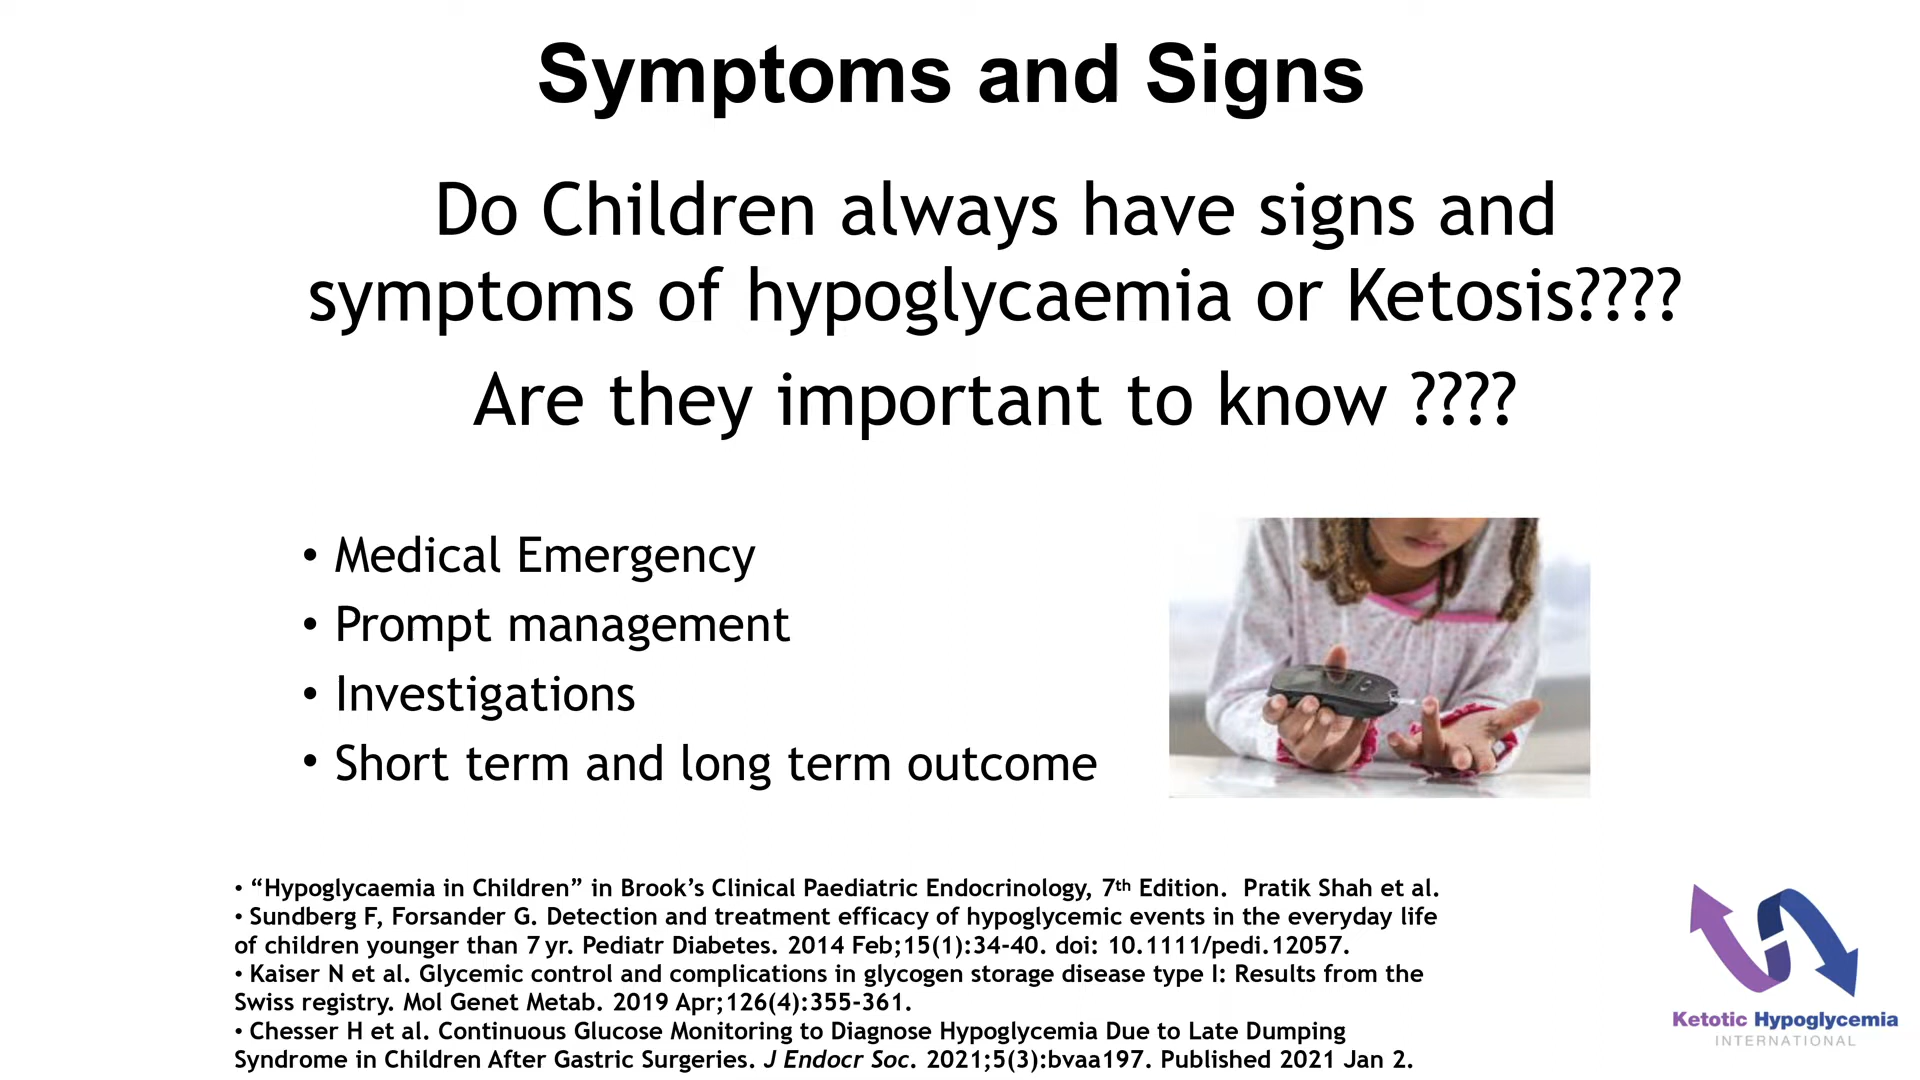 Symptoms and Signs
Do Children always have signs and
symptoms of hypoglycaemia or Ketosis????
Are they important to know ????
• Medical Emergency
• Prompt management
• Investigations
• Short term and long term outcome
• “Hypoglycaemia in Children” in Brook’s Clinical Paediatric Endocrinology, 7th Edition. Pratik Shah et al.
• Sundberg F, Forsander G. Detection and treatment efficacy of hypoglycemic events in the everyday life
of children younger than 7 yr. Pediatr Diabetes. 2014 Feb;15(1):34-40. doi: 10.1111/pedi.12057.
• Kaiser N et al. Glycemic control and complications in glycogen storage disease type I: Results from the
Swiss registry. Mol Genet Metab. 2019 Apr;126(4):355-361.
• Chesser H et al. Continuous Glucose Monitoring to Diagnose Hypoglycemia Due to Late Dumping
Syndrome in Children After Gastric Surgeries. J Endocr Soc. 2021;5(3):bvaa197. Published 2021 Jan 2.
Ketotic Hypoglycemia
INTERNATIONAL